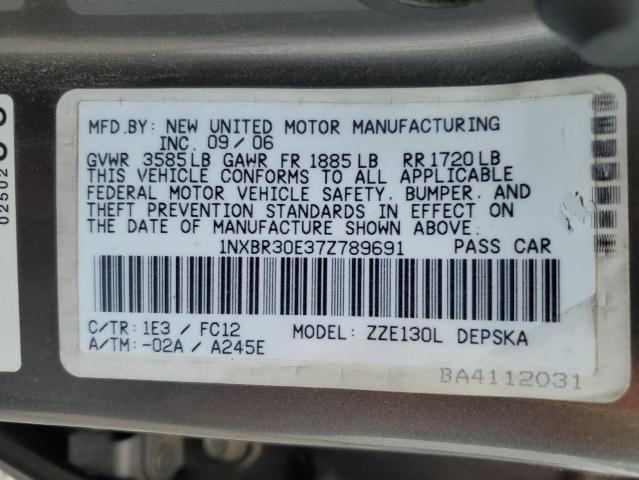 MFD.BY: NEW UNITED MOTOR MANUFACTURING
INC. 09/06
GVWR 3585LB GAWR FR 1885LB RR1720LB
THIS VEHICLE CONFORMS TO ALL APPLICABLE
FEDERAL MOTOR VEHICLE SAFETY, BUMPER, AND
THEFT PREVENTION STANDARDS IN EFFECT ON
THE DATE OF MANUFACTURE SHOWN ABOVE.
1NXBR30E37Z789691 PASS CAR
C/TR: 1E3 / FC12 MODEL: ZZE130L DEPSKA
A/TM: -02A / A245E
BA4112031
02502